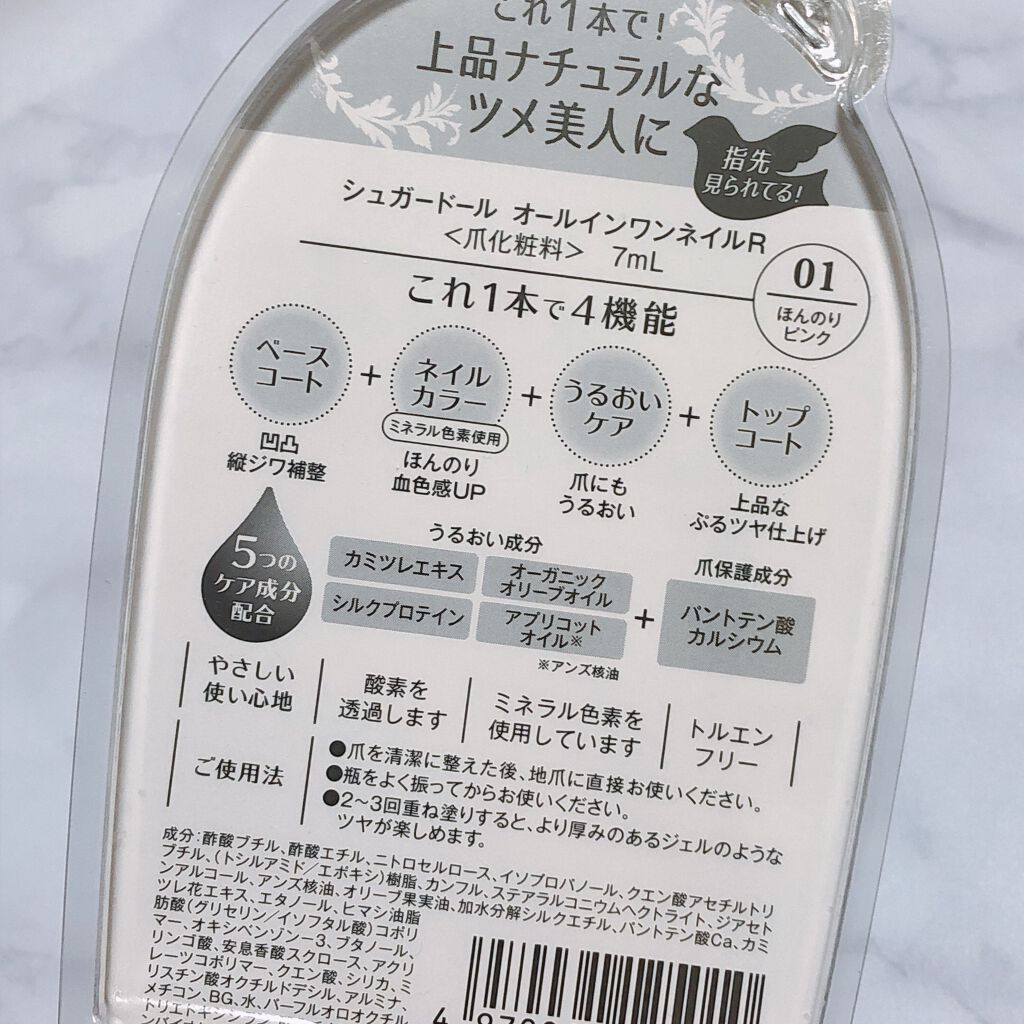 これ1本で!
上品ナチュラルな
ツメ美人に
指先
見られてる!
シュガードール オールインワンネイルR
<爪化粧料> 7mL
01
ほんのり
ピンク
これ1本で4機能
ベース
コート
+
ネイル
カラー
ミネラル色素使用
+
うるおい
ケア
+
トップ
コート
凹凸
縦ジワ補整
ほんのり
血色感UP
爪にも
うるおい
上品な
ぷるツヤ仕上げ
5つの
ケア成分
配合
うるおい成分
カミツレエキス
オーガニック
オリーブオイル
シルクプロテイン
アプリコット
オイル※
※アンズ核油
+
爪保護成分
パントテン酸
カルシウム
やさしい
使い心地
酸素を
透過します
ミネラル色素を
使用しています
トルエン
フリー
ご使用法
●爪を清潔に整えた後、地爪に直接お使いください。
●瓶をよく振ってからお使いください。
●2～3回重ね塗りすると、より厚みのあるジェルのような
ツヤが楽しめます。
成分:酢酸ブチル、酢酸エチル、ニトロセルロース、イソプロパノール、クエン酸アセチルトリ
ブチル、(トシルアミド/エポキシ)樹脂、カンフル、ステアラルコニウムヘクトライト、ジアセト
ンアルコール、アンズ核油、オリーブ果実油、加水分解シルクエチル、パントテン酸Ca、カミ
ツレ花エキス、エタノール、ヒマシ油脂
肪酸(グリセリン/イソフタル酸)コポリ
マー、オキシベンゾン-3、ブタノール、
リンゴ酸、安息香酸スクロース、アクリ
レーツコポリマー、クエン酸、シリカ、ミ
リスチン酸オクチルドデシル、アルミナ、
メチコン、BG、水、パーフルオロオクチル
トリエトキシシラン